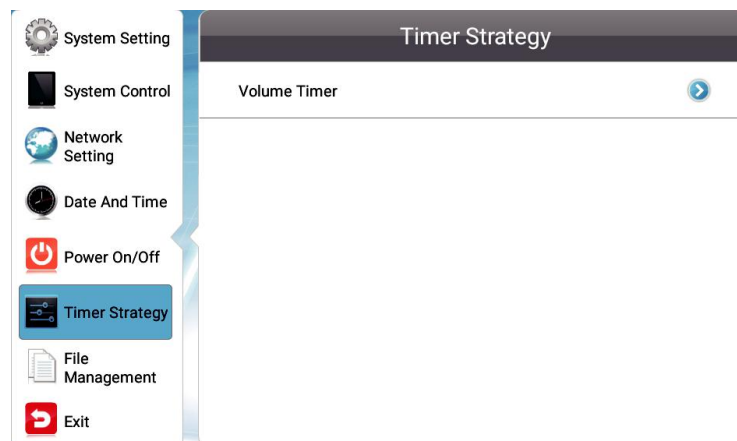 System Setting
System Control
Network
Setting
Date And Time
Power On/Off
Timer Strategy
File
Management
Exit
Timer Strategy
Volume Timer